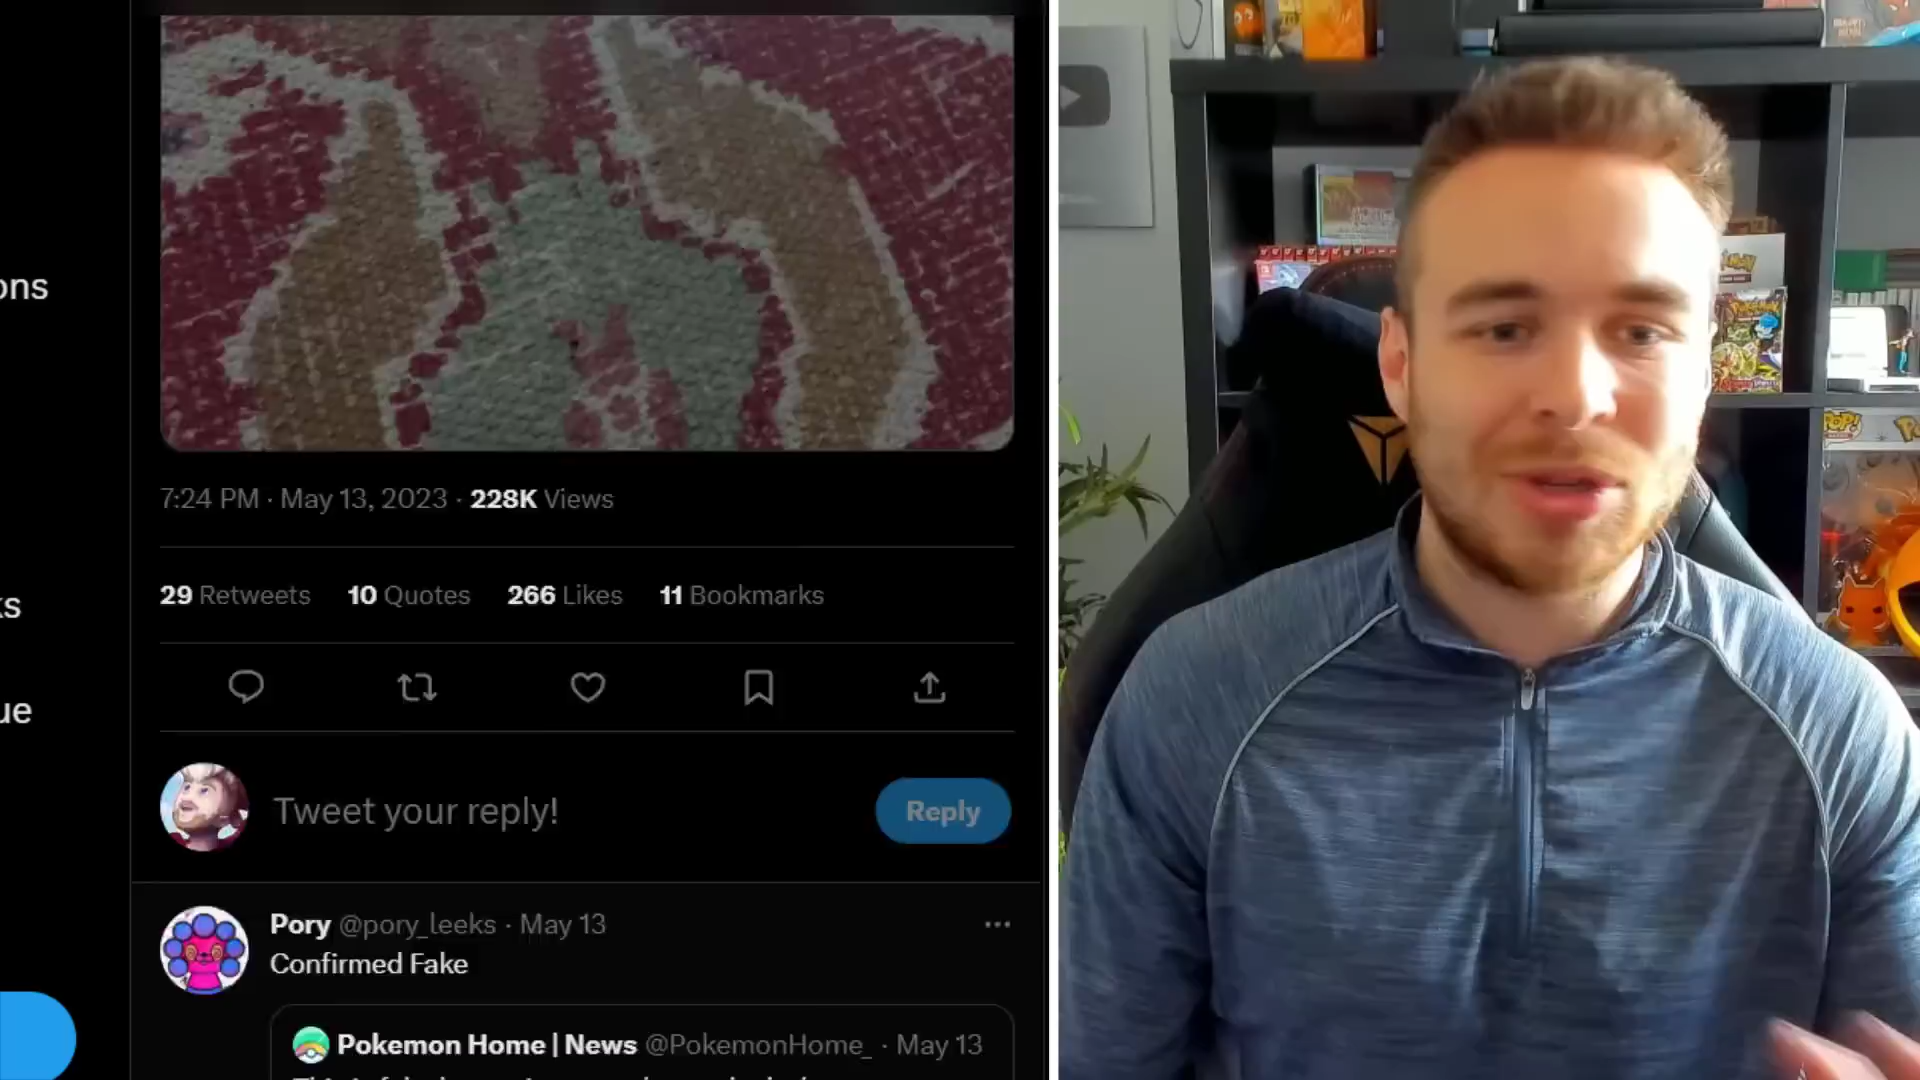 ons
ks
ue
7:24 PM · May 13, 2023 · 228K Views
29 Retweets 10 Quotes 266 Likes 11 Bookmarks
Tweet your reply!
Reply
Pory @pory_leeks · May 13
Confirmed Fake
Pokemon Home | News @PokemonHome_ · May 13
POP!